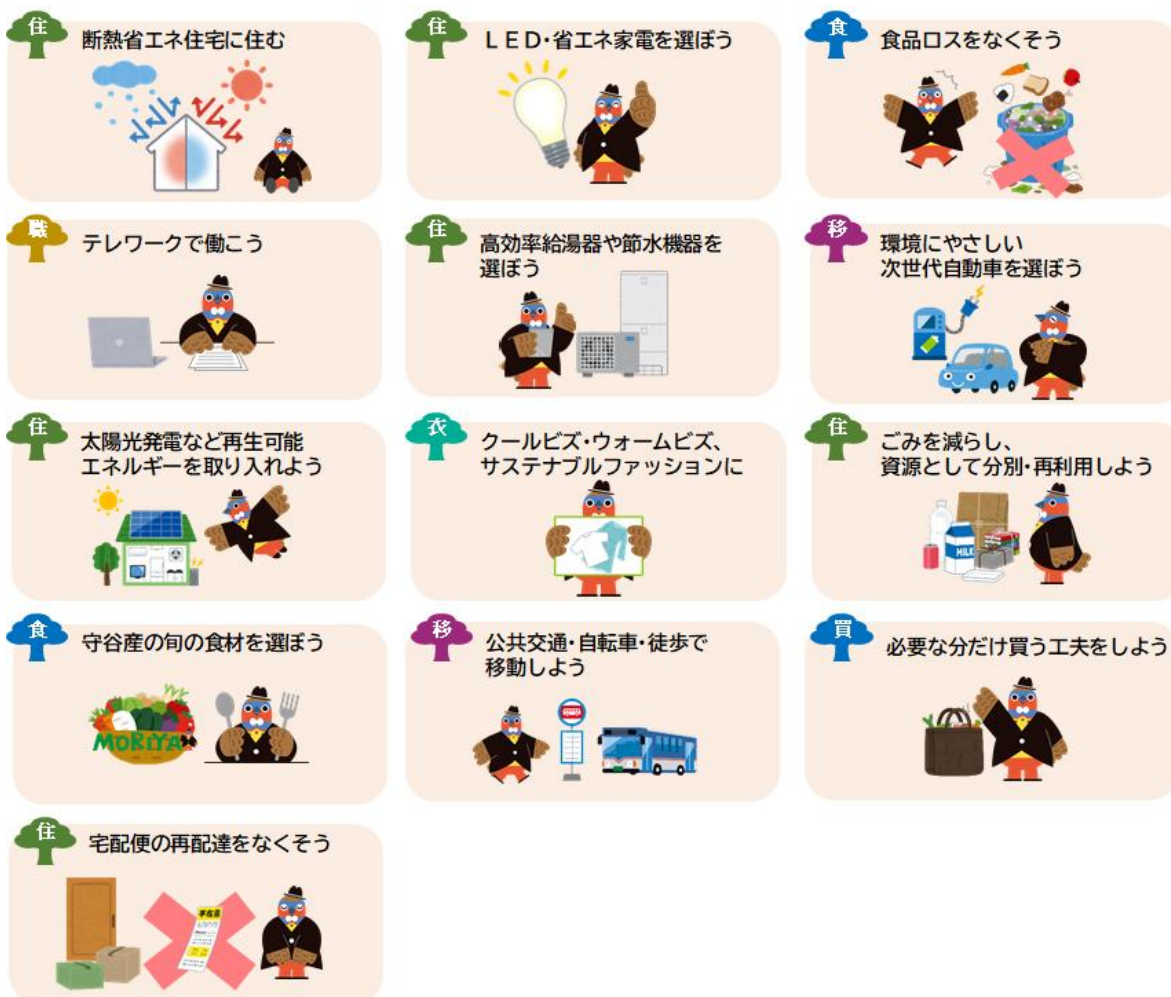 住
断熱省エネ住宅に住む
住
LED・省エネ家電を選ぼう
食
食品ロスをなくそう
職
テレワークで働こう
住
高効率給湯器や節水機器を
選ぼう
移
環境にやさしい
次世代自動車を選ぼう
住
太陽光発電など再生可能
エネルギーを取り入れよう
衣
クールビズ・ウォームビズ、
サステナブルファッションに
住
ごみを減らし、
資源として分別・再利用しよう
MILK
食
守谷産の旬の食材を選ぼう
MORIYA
移
公共交通・自転車・徒歩で
移動しよう
買
必要な分だけ買う工夫をしよう
住
宅配便の再配達をなくそう
不在票